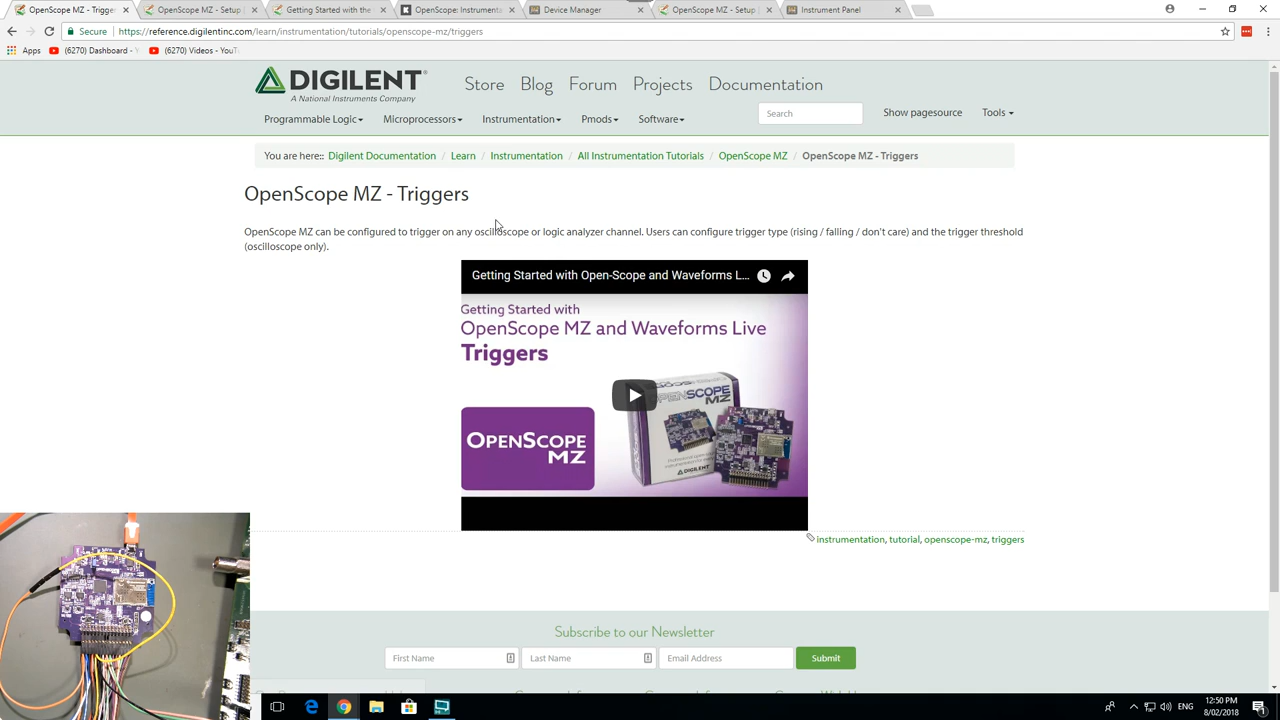 OpenScope MZ - Trigger
OpenScope MZ - Setup
Getting Started with the
OpenScope: Instrumenta
Device Manager
OpenScope MZ - Setup
Instrument Panel
Secure
https://reference.digilentinc.com/learn/instrumentation/tutorials/openscope-mz/triggers
Apps
(6270) Dashboard - Y
(6270) Videos - YouT
DIGILENT
A National Instruments Company
Store Blog Forum Projects Documentation
Search
Show pagesource
Tools
Programmable Logic
Microprocessors
Instrumentation
Pmods
Software
You are here:: Digilent Documentation / Learn / Instrumentation / All Instrumentation Tutorials / OpenScope MZ / OpenScope MZ - Triggers
OpenScope MZ - Triggers
OpenScope MZ can be configured to trigger on any oscilloscope or logic analyzer channel. Users can configure trigger type (rising / falling / don't care) and the trigger threshold
(oscilloscope only).
Getting Started with Open-Scope and Waveforms L...
Getting Started with
OpenScope MZ and Waveforms Live
Triggers
OPENSCOPE
MZ
OPENSCOPE
MZ
DIGILENT
instrumentation, tutorial, openscope-mz, triggers
Subscribe to our Newsletter
First Name
Last Name
Email Address
Submit
ENG
12:50 PM
8/02/2018